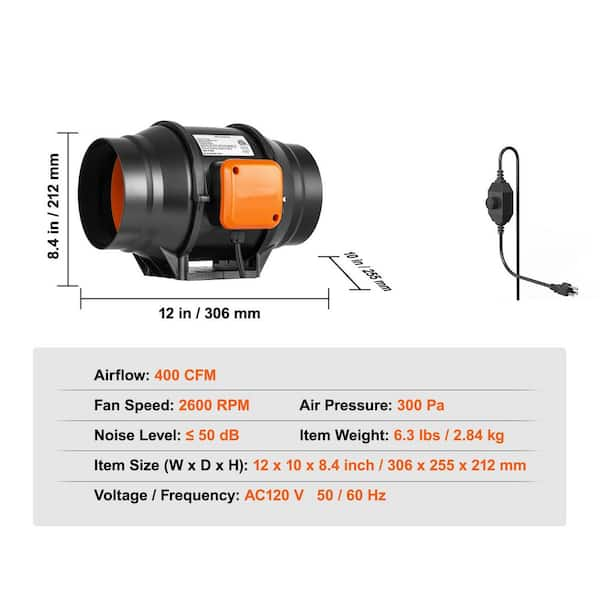 8.4 in / 212 mm
12 in / 306 mm
10 in / 255 mm
Airflow: 400 CFM
Fan Speed: 2600 RPM Air Pressure: 300 Pa
Noise Level: ≤ 50 dB Item Weight: 6.3 lbs / 2.84 kg
Item Size (W x D x H): 12 x 10 x 8.4 inch / 306 x 255 x 212 mm
Voltage / Frequency: AC120 V 50 / 60 Hz